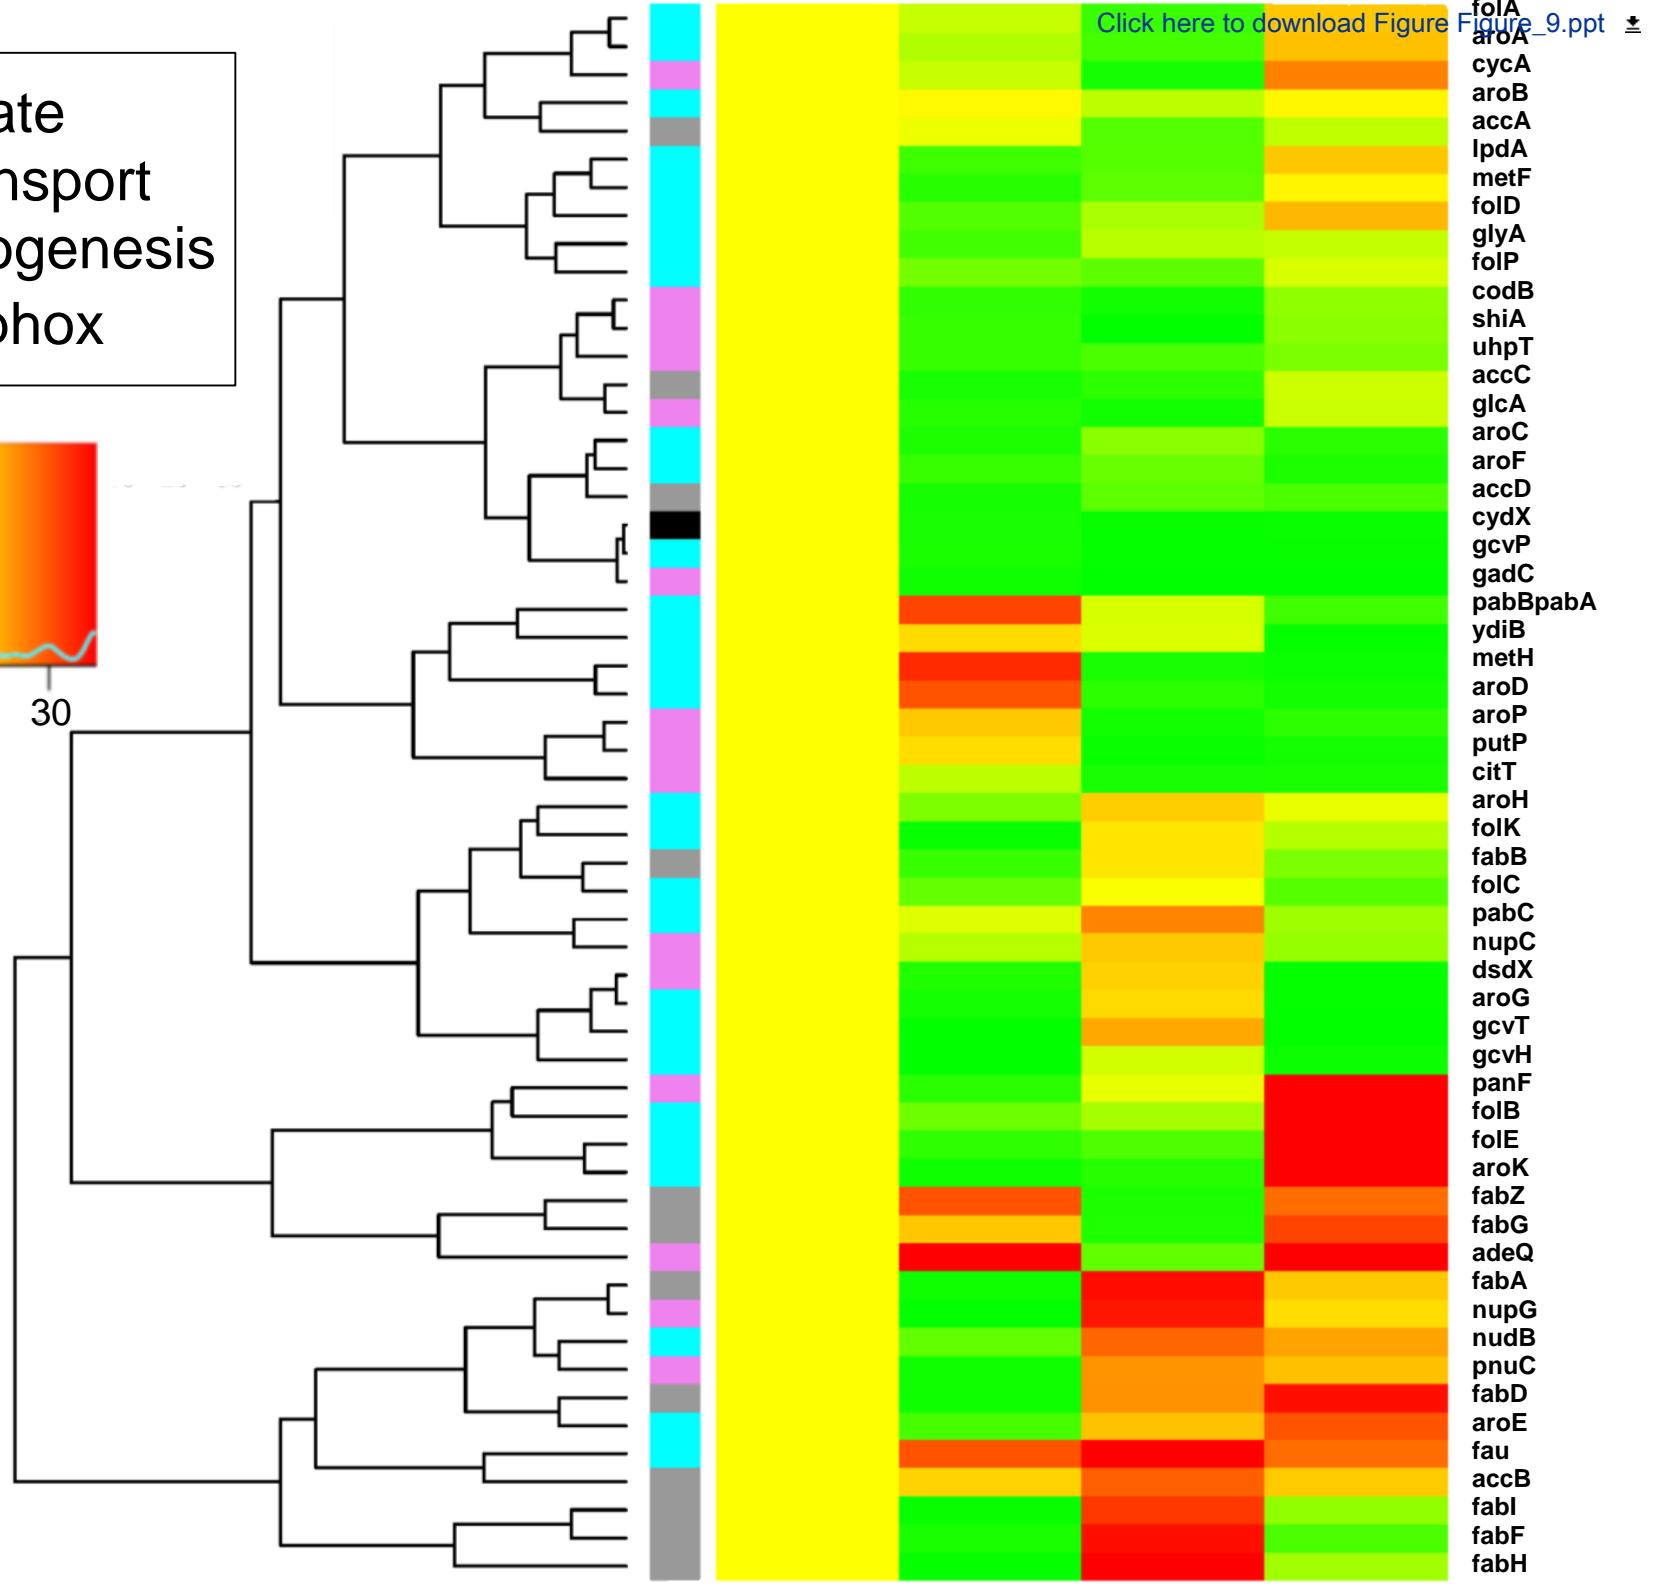 Click here to download Figure Figure_9.ppt
ate
nsport
ogenesis
phox
30
folA
aroA
cycA
aroB
accA
lpdA
metF
folD
glyA
folP
codB
shiA
uhpT
accC
glcA
aroC
aroF
accD
cydX
gcvP
gadC
pabBpabA
ydiB
metH
aroD
aroP
putP
citT
aroH
folK
fabB
folC
pabC
nupC
dsdX
aroG
gcvT
gcvH
panF
folB
folE
aroK
fabZ
fabG
adeQ
fabA
nupG
nudB
pnuC
fabD
aroE
fau
accB
fabI
fabF
fabH